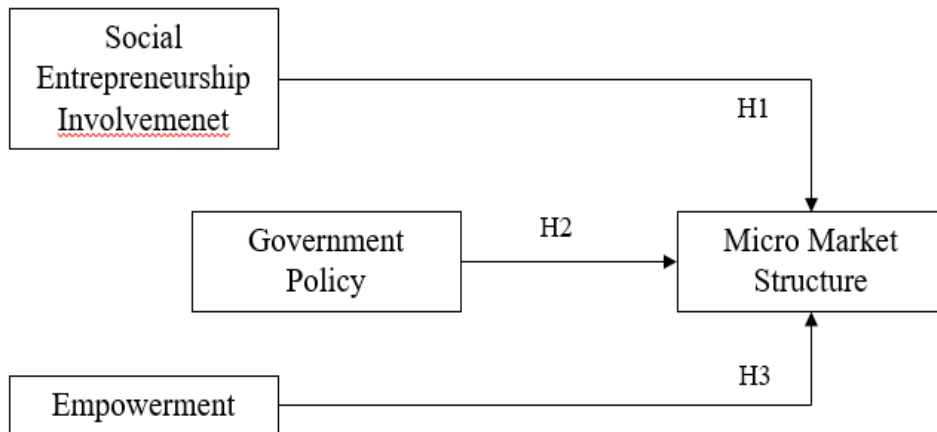 Social
Entrepreneurship
Involvemenet
H1
Government
Policy
H2
Micro Market
Structure
H3
Empowerment